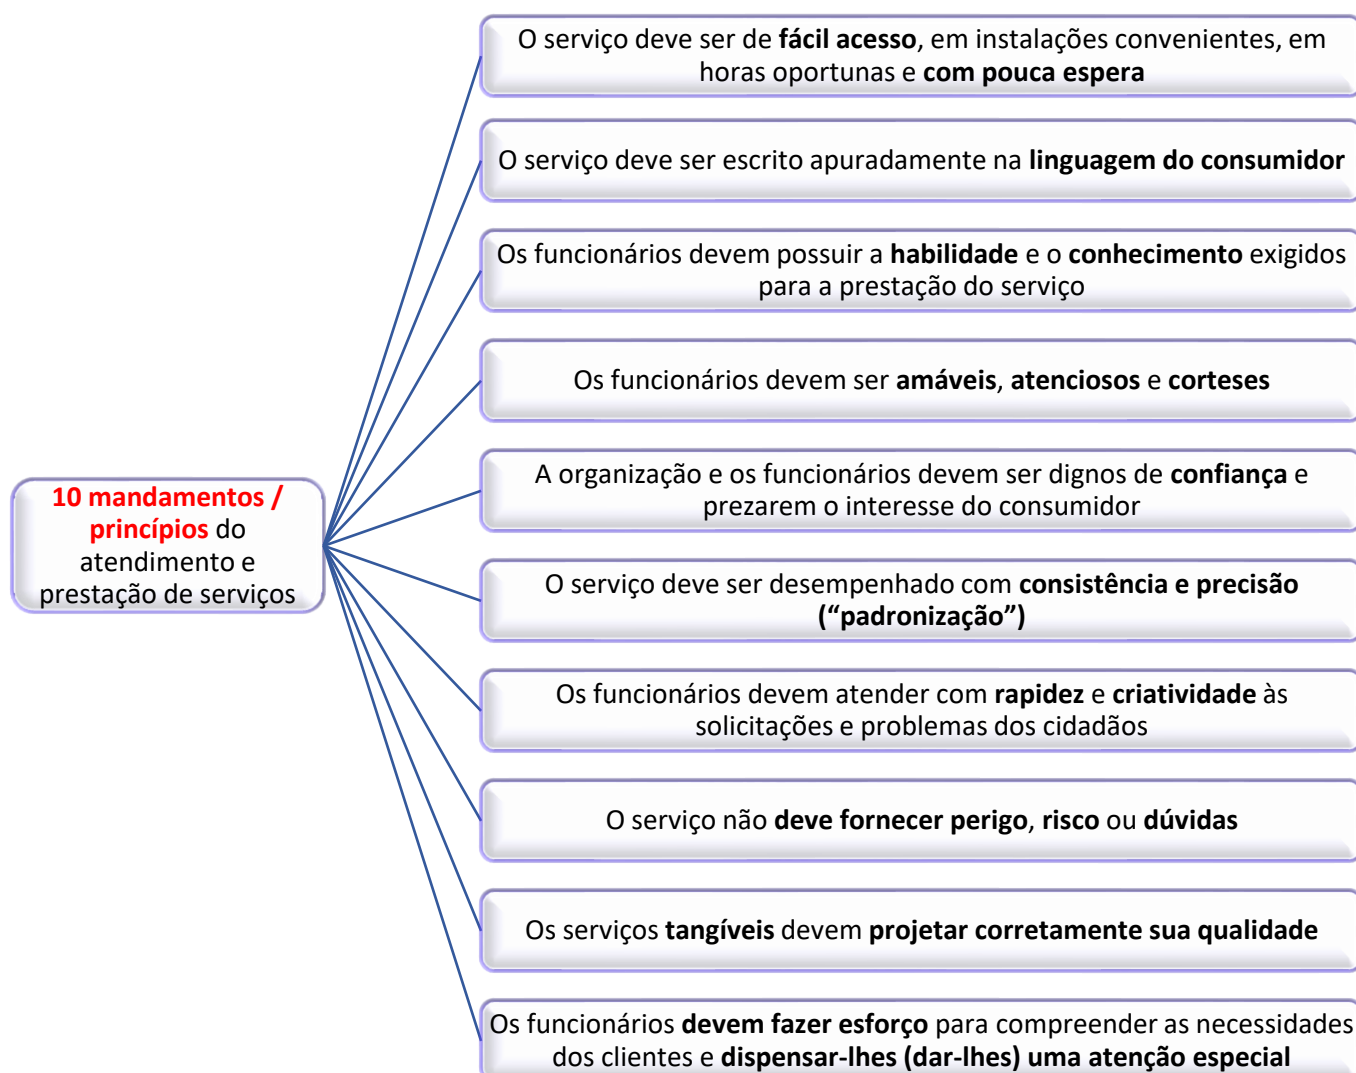 10 mandamentos /
princípios do
atendimento e
prestação de serviços
O serviço deve ser de fácil acesso, em instalações convenientes, em
horas oportunas e com pouca espera
O serviço deve ser escrito apuradamente na linguagem do consumidor
Os funcionários devem possuir a habilidade e o conhecimento exigidos
para a prestação do serviço
Os funcionários devem ser amáveis, atenciosos e corteses
A organização e os funcionários devem ser dignos de confiança e
prezarem o interesse do consumidor
O serviço deve ser desempenhado com consistência e precisão
(“padronização”)
Os funcionários devem atender com rapidez e criatividade às
solicitações e problemas dos cidadãos
O serviço não deve fornecer perigo, risco ou dúvidas
Os serviços tangíveis devem projetar corretamente sua qualidade
Os funcionários devem fazer esforço para compreender as necessidades
dos clientes e dispensar-lhes (dar-lhes) uma atenção especial